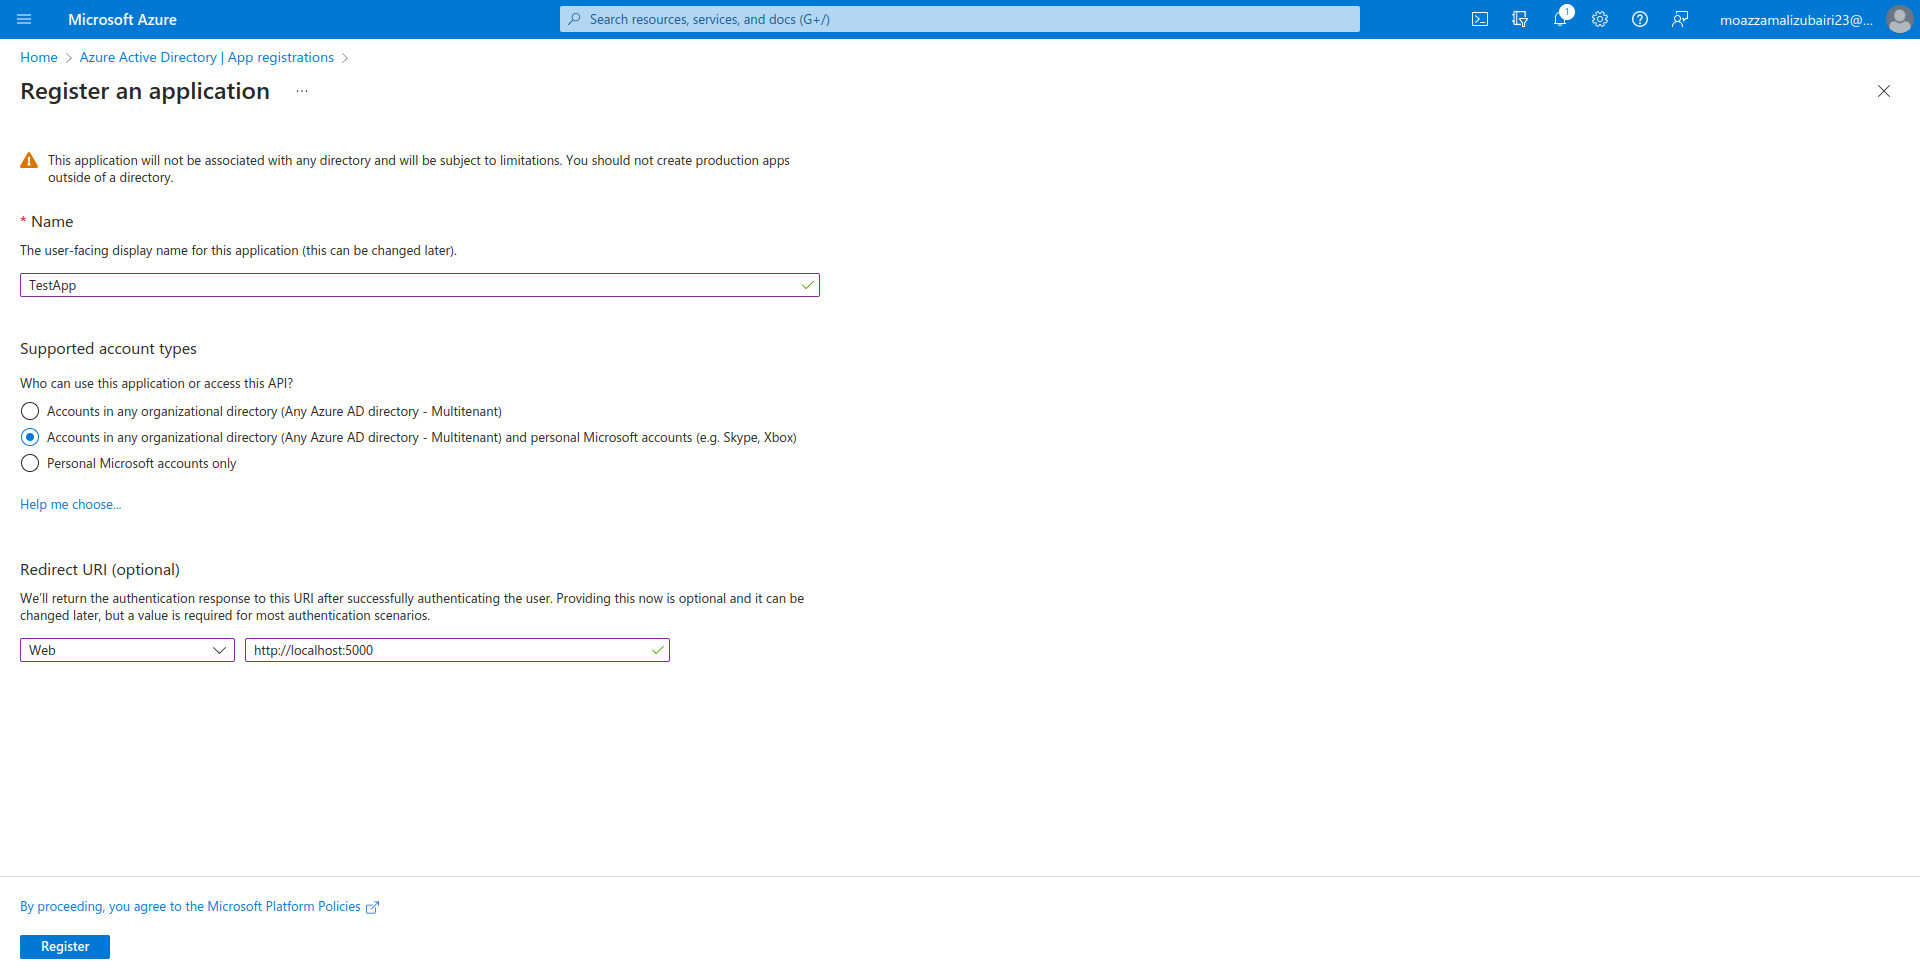 Microsoft Azure
Search resources, services, and docs (G+/)
1
moazzamalizubairi23@...
Home > Azure Active Directory | App registrations >
Register an application ...
This application will not be associated with any directory and will be subject to limitations. You should not create production apps
outside of a directory.
* Name
The user-facing display name for this application (this can be changed later).
TestApp
Supported account types
Who can use this application or access this API?
Accounts in any organizational directory (Any Azure AD directory - Multitenant)
Accounts in any organizational directory (Any Azure AD directory - Multitenant) and personal Microsoft accounts (e.g. Skype, Xbox)
Personal Microsoft accounts only
Help me choose...
Redirect URI (optional)
We'll return the authentication response to this URI after successfully authenticating the user. Providing this now is optional and it can be
changed later, but a value is required for most authentication scenarios.
Web
http://localhost:5000
By proceeding, you agree to the Microsoft Platform Policies
Register